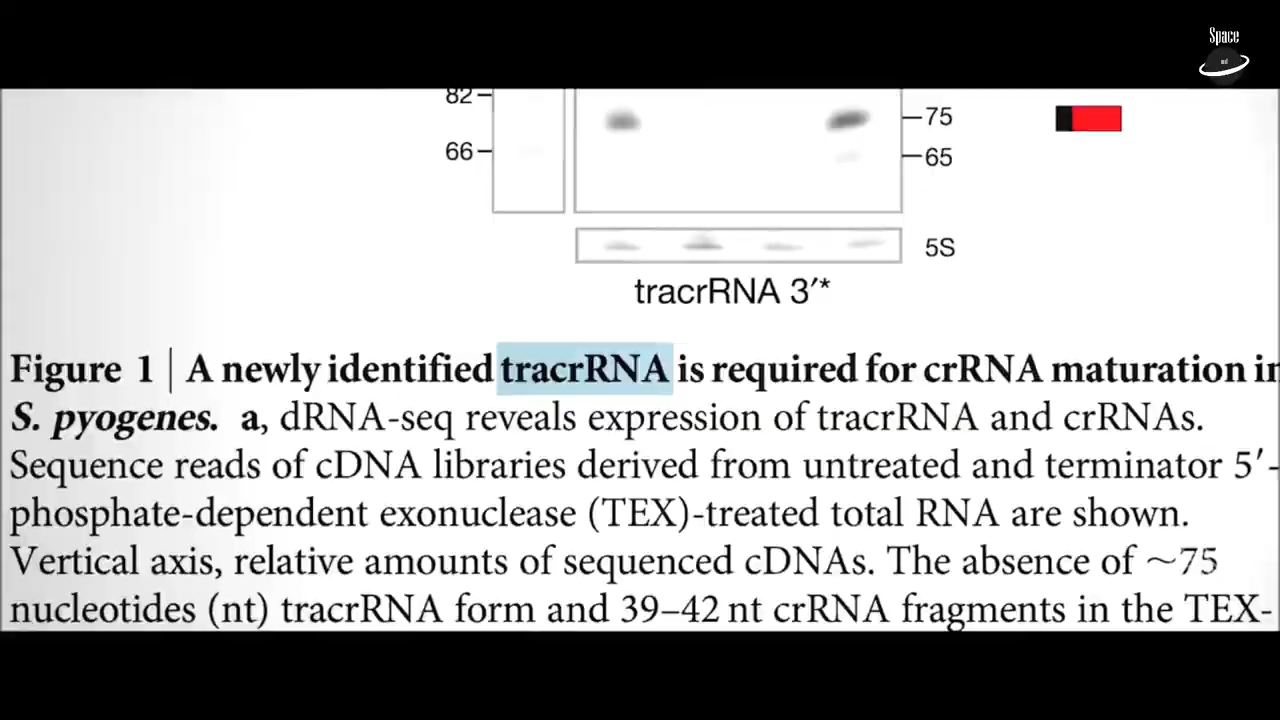 Space
82
75
66
65
5S
tracrRNA 3′*
Figure 1 | A newly identified tracrRNA is required for crRNA maturation in
S. pyogenes. a, dRNA-seq reveals expression of tracrRNA and crRNAs.
Sequence reads of cDNA libraries derived from untreated and terminator 5′-
phosphate-dependent exonuclease (TEX)-treated total RNA are shown.
Vertical axis, relative amounts of sequenced cDNAs. The absence of ~75
nucleotides (nt) tracrRNA form and 39–42 nt crRNA fragments in the TEX-